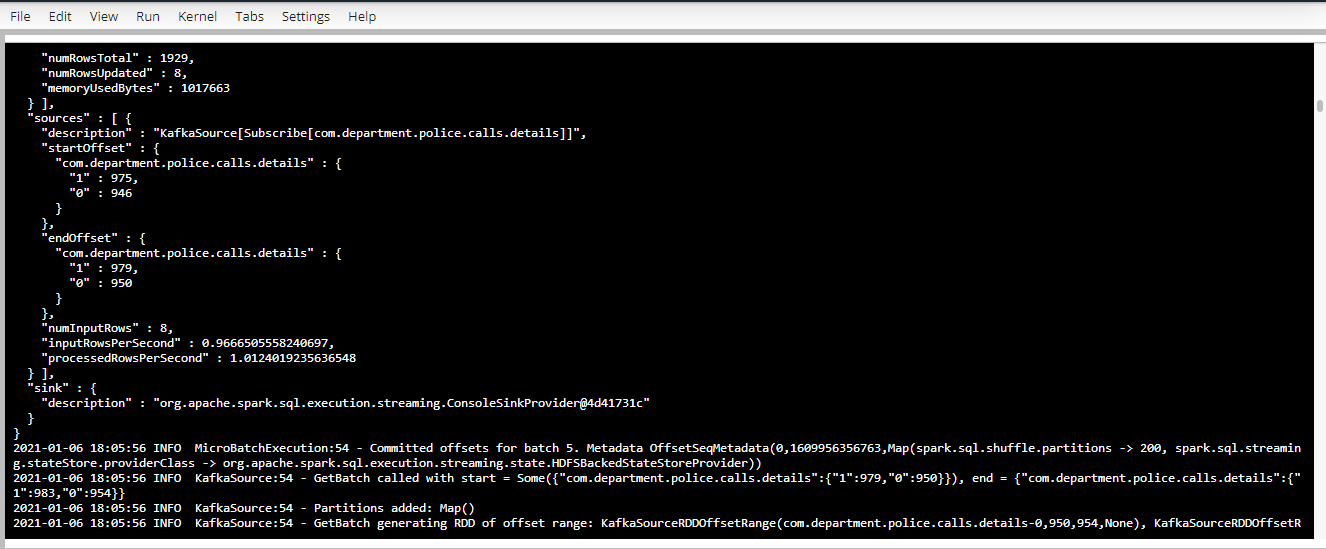 File Edit View Run Kernel Tabs Settings Help
"numRowsTotal" : 1929,
"numRowsUpdated" : 8,
"memoryUsedBytes" : 1017663
} ],
"sources" : [ {
"description" : "KafkaSource[Subscribe[com.department.police.calls.details]]",
"startOffset" : {
"com.department.police.calls.details" : {
"1" : 975,
"0" : 946
}
},
"endOffset" : {
"com.department.police.calls.details" : {
"1" : 979,
"0" : 950
}
},
"numInputRows" : 8,
"inputRowsPerSecond" : 0.9666505558240697,
"processedRowsPerSecond" : 1.0124019235636548
} ],
"sink" : {
"description" : "org.apache.spark.sql.execution.streaming.ConsoleSinkProvider@4d41731c"
}
}
2021-01-06 18:05:56 INFO  MicroBatchExecution:54 - Committed offsets for batch 5. Metadata OffsetSeqMetadata(0,1609956356763,Map(spark.sql.shuffle.partitions -> 200, spark.sql.streamin
g.stateStore.providerClass -> org.apache.spark.sql.execution.streaming.state.HDFSBackedStateStoreProvider))
2021-01-06 18:05:56 INFO  KafkaSource:54 - GetBatch called with start = Some({"com.department.police.calls.details":{"1":979,"0":950}}), end = {"com.department.police.calls.details":{"
1":983,"0":954}}
2021-01-06 18:05:56 INFO  KafkaSource:54 - Partitions added: Map()
2021-01-06 18:05:56 INFO  KafkaSource:54 - GetBatch generating RDD of offset range: KafkaSourceRDDOffsetRange(com.department.police.calls.details-0,950,954,None), KafkaSourceRDDOffsetR